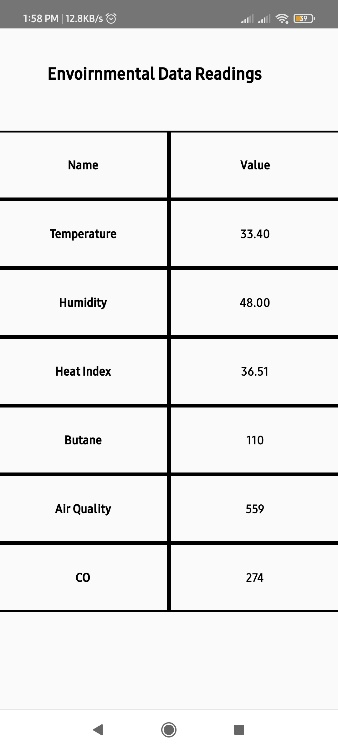 1:58 PM | 12.8KB/s
39
Envoirnmental Data Readings
Name Value
Temperature 33.40
Humidity 48.00
Heat Index 36.51
Butane 110
Air Quality 559
CO 274